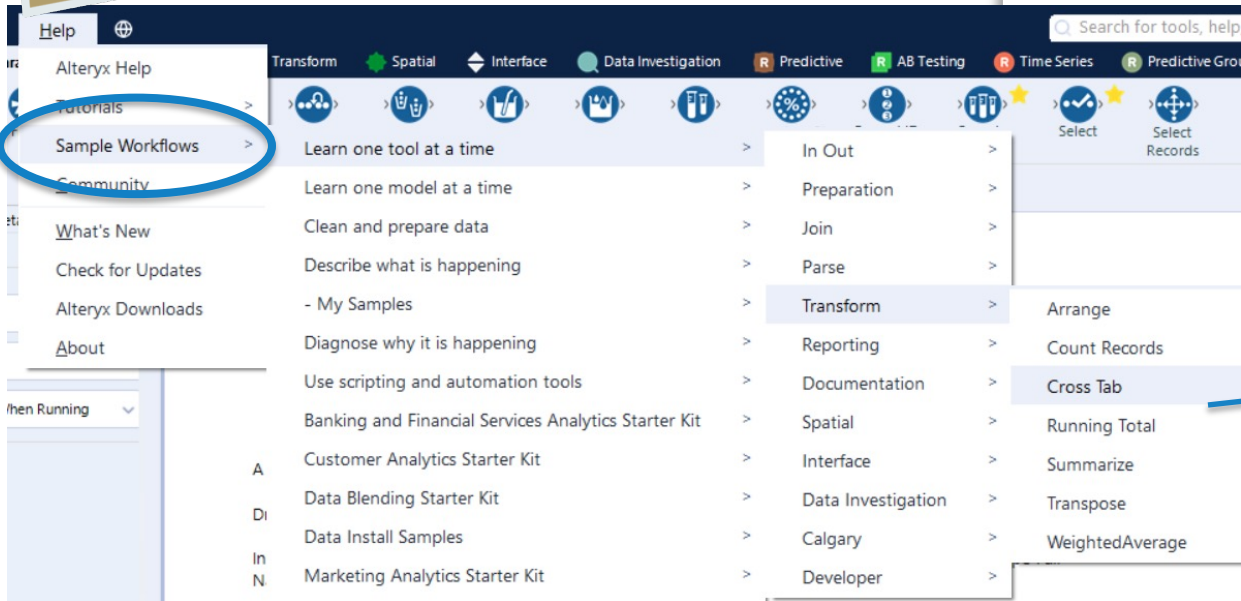 Help
Search for tools, help
Transform Spatial Interface Data Investigation R Predictive R AB Testing R Time Series R Predictive Grou
Select
Select
Records
Alteryx Help
Tutorials >
Sample Workflows >
Community
What's New
Check for Updates
Alteryx Downloads
About
When Running
Learn one tool at a time >
Learn one model at a time >
Clean and prepare data >
Describe what is happening >
- My Samples >
Diagnose why it is happening >
Use scripting and automation tools >
Banking and Financial Services Analytics Starter Kit >
Customer Analytics Starter Kit >
Data Blending Starter Kit >
Data Install Samples >
Marketing Analytics Starter Kit >
In Out >
Preparation >
Join >
Parse >
Transform >
Reporting >
Documentation >
Spatial >
Interface >
Data Investigation >
Calgary >
Developer >
Arrange
Count Records
Cross Tab
Running Total
Summarize
Transpose
WeightedAverage
A
In